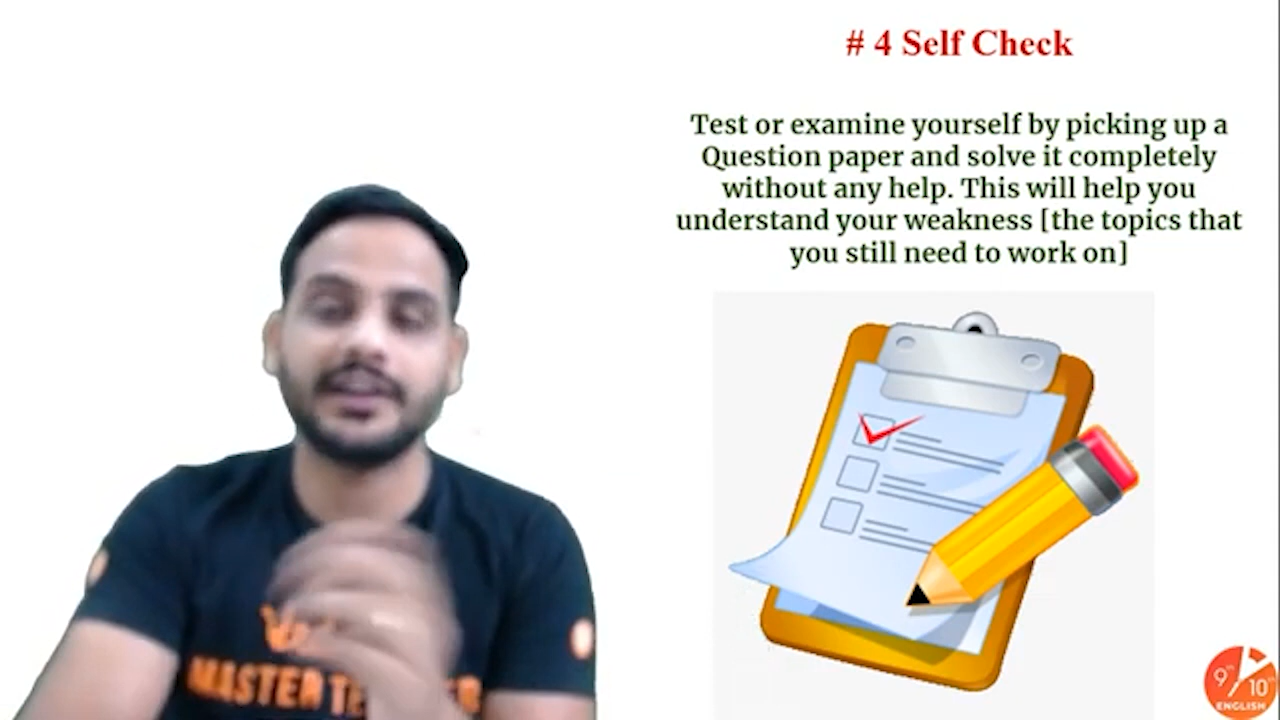 # 4 Self Check
Test or examine yourself by picking up a
Question paper and solve it completely
without any help. This will help you
understand your weakness [the topics that
you still need to work on]
MASTER
9th
10th
ENGLISH